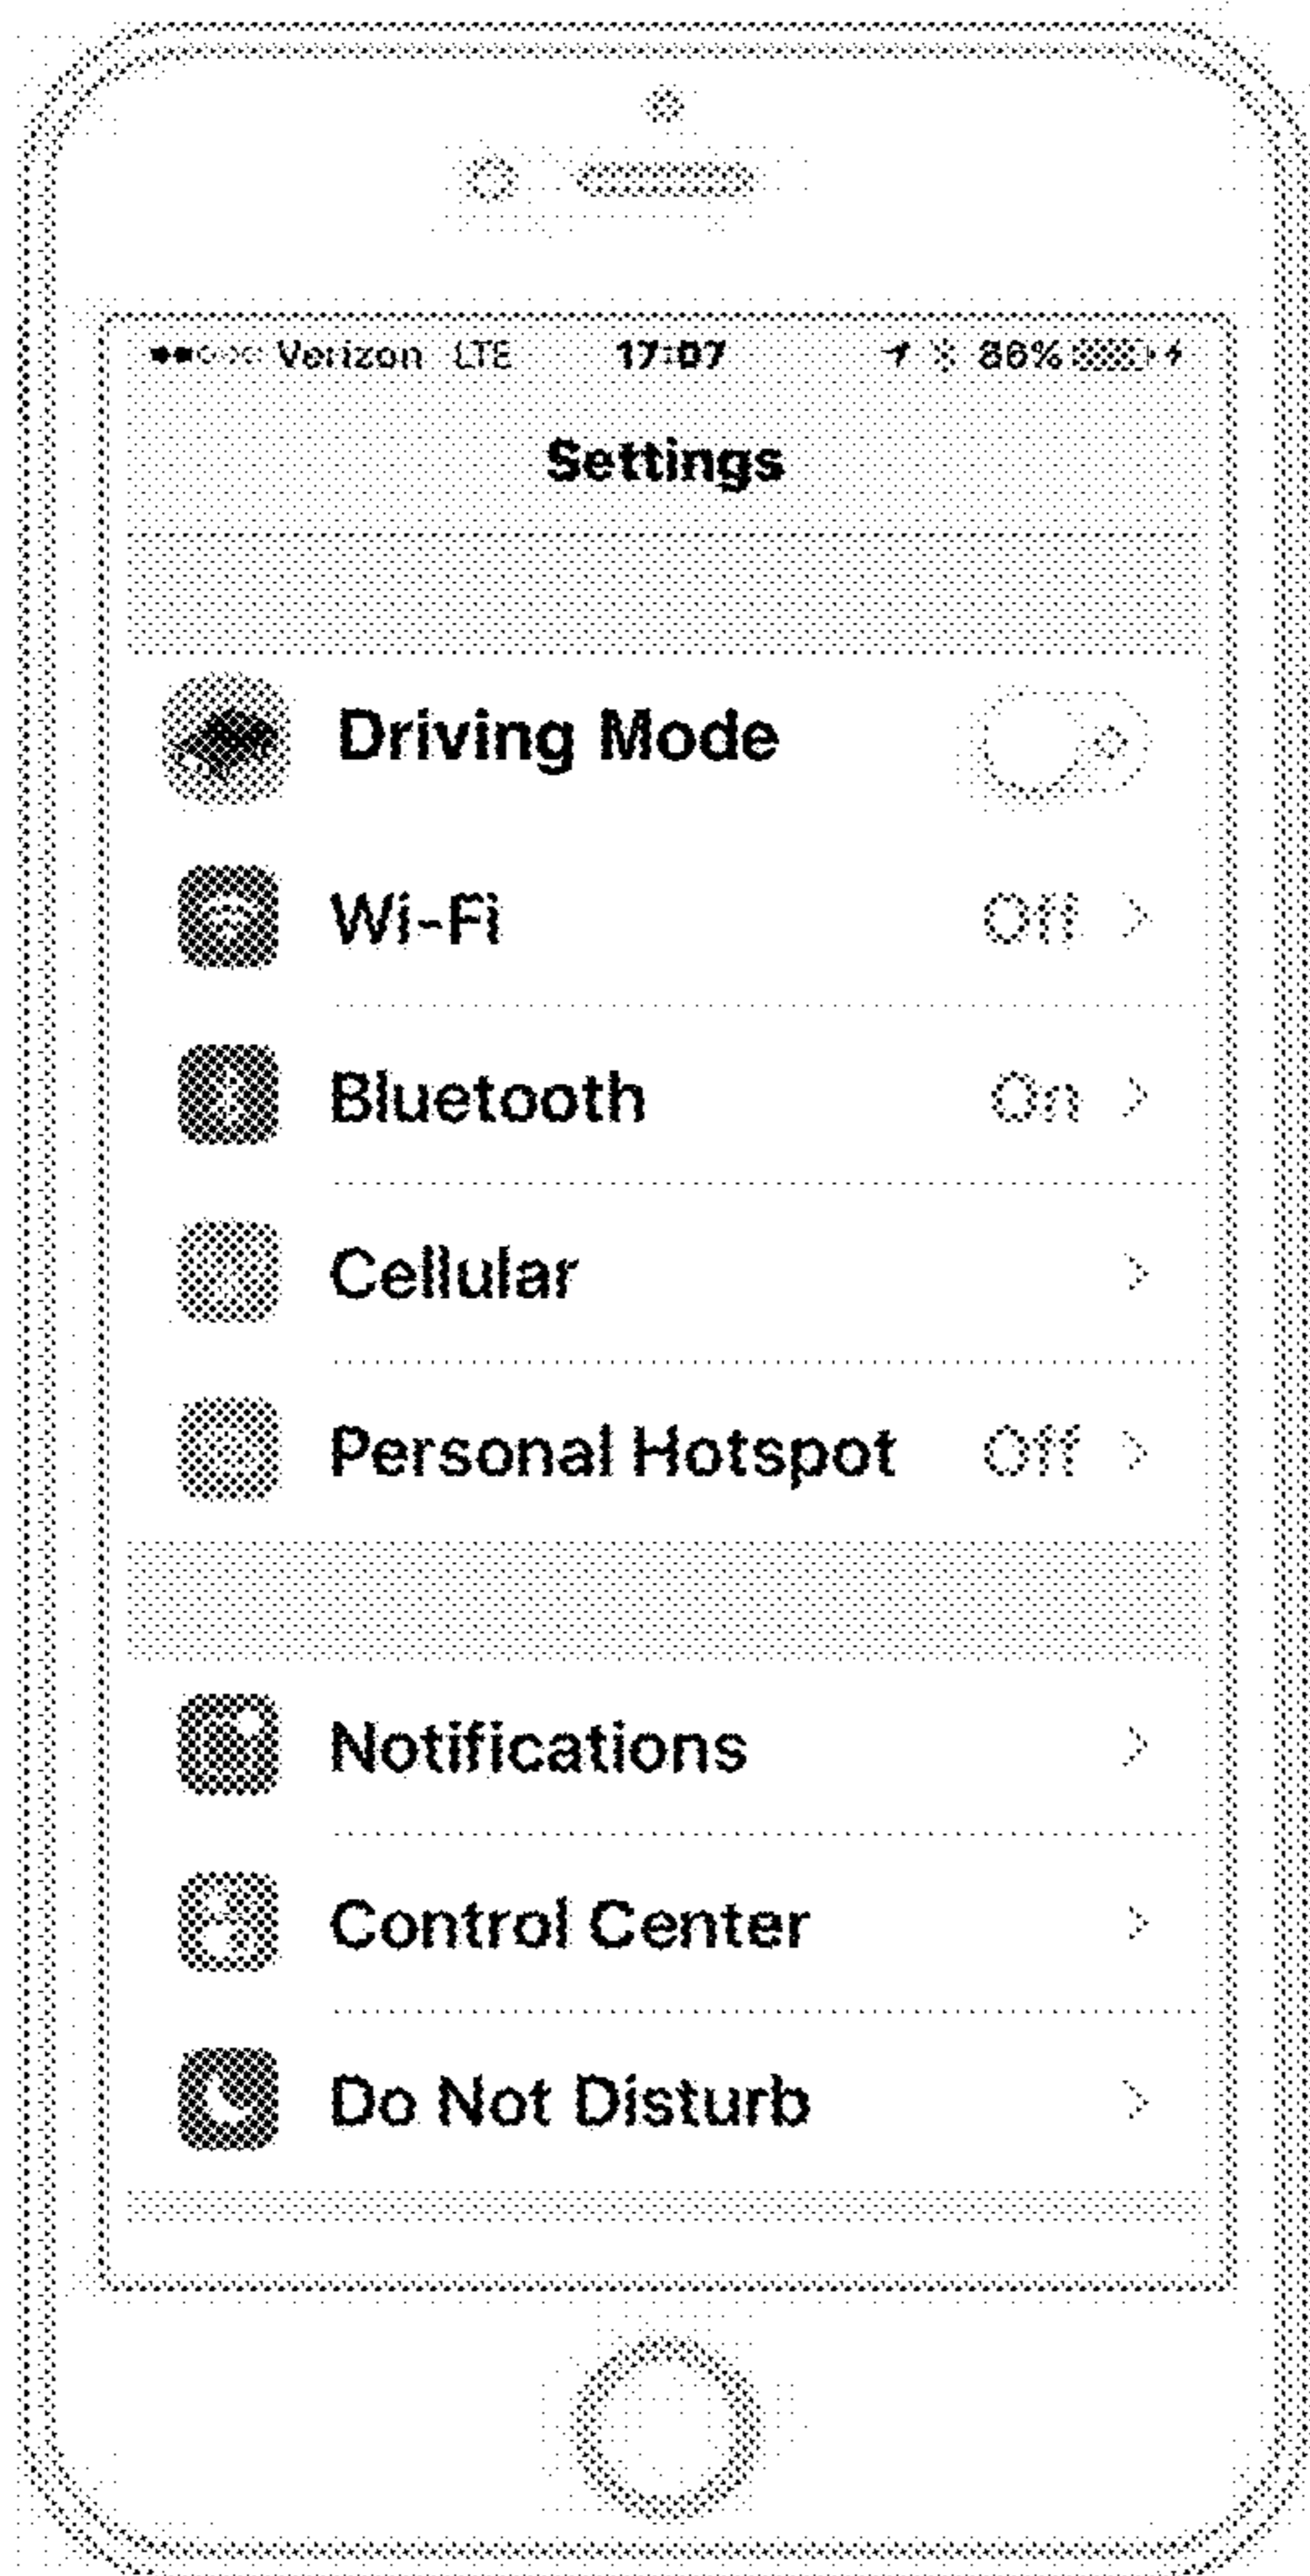 Verizon LTE 17:07 86%
Settings
Driving Mode
Wi-Fi Off
Bluetooth On
Cellular
Personal Hotspot Off
Notifications
Control Center
Do Not Disturb